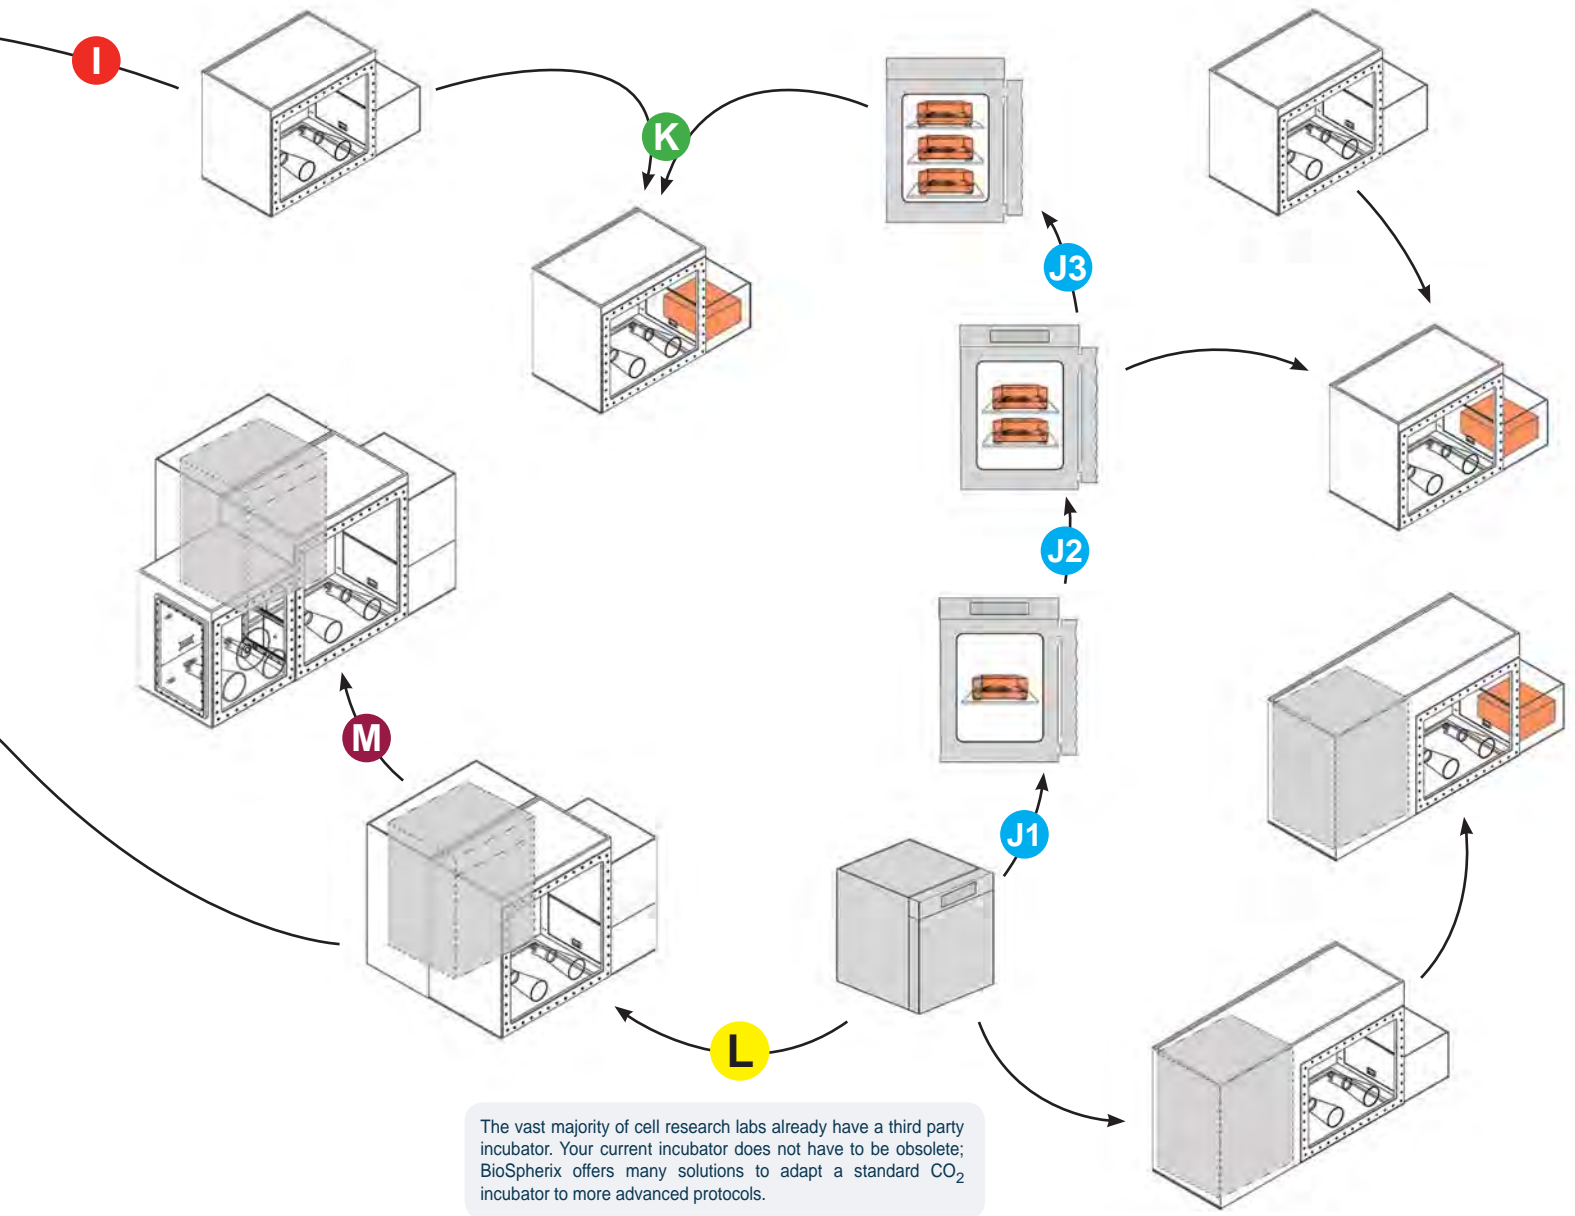 I
K
J3
J2
M
J1
L
The vast majority of cell research labs already have a third party
incubator. Your current incubator does not have to be obsolete;
BioSpherix offers many solutions to adapt a standard CO2
incubator to more advanced protocols.